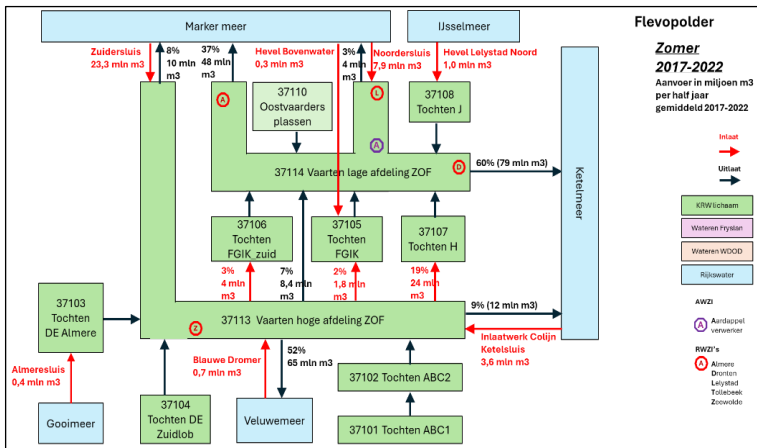 Marker meer
IJsselmeer
Flevopolder
Zomer
2017-2022
Aanvoer in miljoen m3
per half jaar
gemiddeld 2017-2022
Zuidersluis
23,3 mln m3
8%
10 mln
m3
37%
48 mln
m3
Hevel Bovenwater
0,3 mln m3
3%
4 mln
m3
Noordersluis
7,9 mln m3
Hevel Lelystad Noord
1,0 mln m3
A
37110
Oostvaarders
plassen
L
A
37108
Tochten J
37114 Vaarten lage afdeling ZOF
D
60% (79 mln m3)
Ketelmeer
Inlaat
Uitlaat
KRW lichaam
Wateren Fryslan
Wateren WDOD
Rijkswater
37106
Tochten
FGIK_zuid
37105
Tochten
FGIK
37107
Tochten H
3%
4 mln
m3
7%
8,4 mln
m3
2%
1,8 mln
m3
19%
24 mln
m3
37103
Tochten
DE Almere
37113 Vaarten hoge afdeling ZOF
Z
9% (12 mln m3)
Inlaatwerk Colijn
Ketelsluis
3,6 mln m3
Almeresluis
0,4 mln m3
Blauwe Dromer
0,7 mln m3
52%
65 mln m3
37102 Tochten ABC2
37104
Tochten DE
Zuidlob
Gooimeer
Veluwemeer
37101 Tochten ABC1
AWZI
A
Aardappel
verwerker
RWZI's
A
Almere
Dronten
Lelystad
Tollebeek
Zeewolde